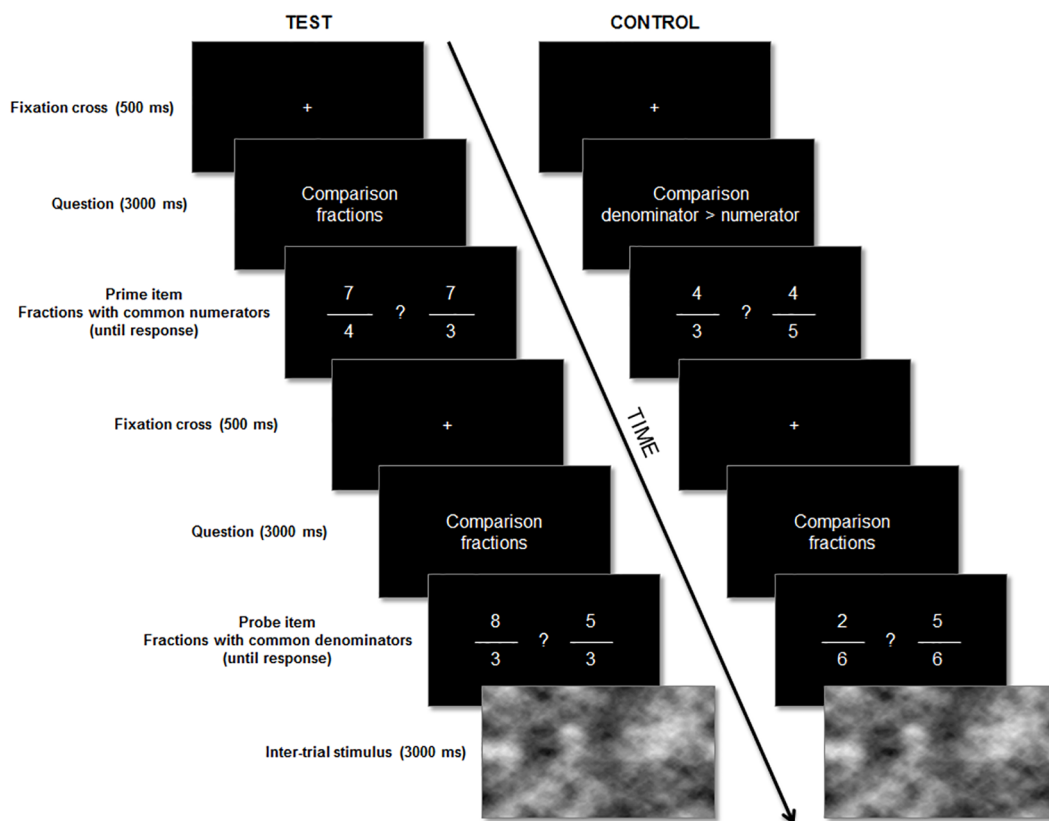 TEST
CONTROL
Fixation cross (500 ms)
+
+
Question (3000 ms)
Comparison
fractions
Comparison
denominator > numerator
Prime item
Fractions with common numerators
(until response)
7 7
?
4 3
4 4
?
3 5
Fixation cross (500 ms)
+
+
TIME
Question (3000 ms)
Comparison
fractions
Comparison
fractions
Probe item
Fractions with common denominators
(until response)
8 5
?
3 3
2 5
?
6 6
Inter-trial stimulus (3000 ms)